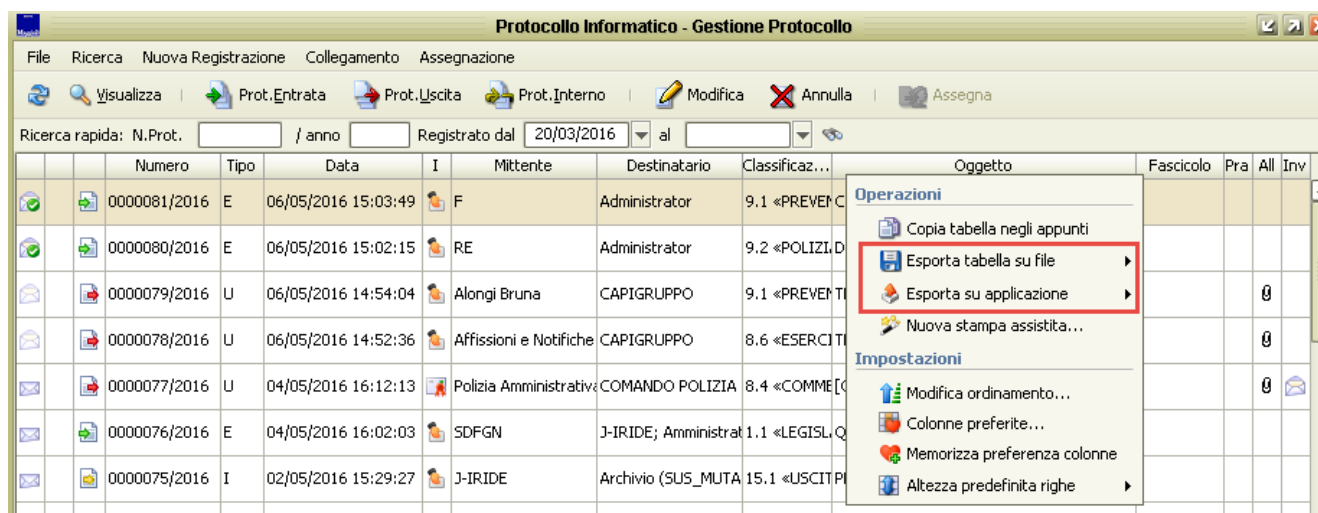 Maggioli
Protocollo Informatico - Gestione Protocollo
File Ricerca Nuova Registrazione Collegamento Assegnazione
Visualizza Prot.Entrata Prot.Uscita Prot.Interno Modifica Annulla Assegna
Ricerca rapida: N.Prot. / anno Registrato dal 20/03/2016 al
Numero Tipo Data I Mittente Destinatario Classificaz... Oggetto Fascicolo Pra All Inv
0000081/2016 E 06/05/2016 15:03:49 F Administrator 9.1 «PREVEN C
0000080/2016 E 06/05/2016 15:02:15 RE Administrator 9.2 «POLIZI. D
0000079/2016 U 06/05/2016 14:54:04 Alongi Bruna CAPIGRUPPO 9.1 «PREVEN TI
0000078/2016 U 06/05/2016 14:52:36 Affissioni e Notifiche CAPIGRUPPO 8.6 «ESERCI TI
0000077/2016 U 04/05/2016 16:12:13 Polizia Amministrativa COMANDO POLIZIA 8.4 «COMME [C
0000076/2016 E 04/05/2016 16:02:03 SDFGN J-IRIDE; Amministrat 1.1 «LEGISL. Q
0000075/2016 I 02/05/2016 15:29:27 J-IRIDE Archivio (SUS_MUTA 15.1 «USCIT PI
Operazioni
Copia tabella negli appunti
Esporta tabella su file
Esporta su applicazione
Nuova stampa assistita...
Impostazioni
Modifica ordinamento...
Colonne preferite...
Memorizza preferenza colonne
Altezza predefinita righe